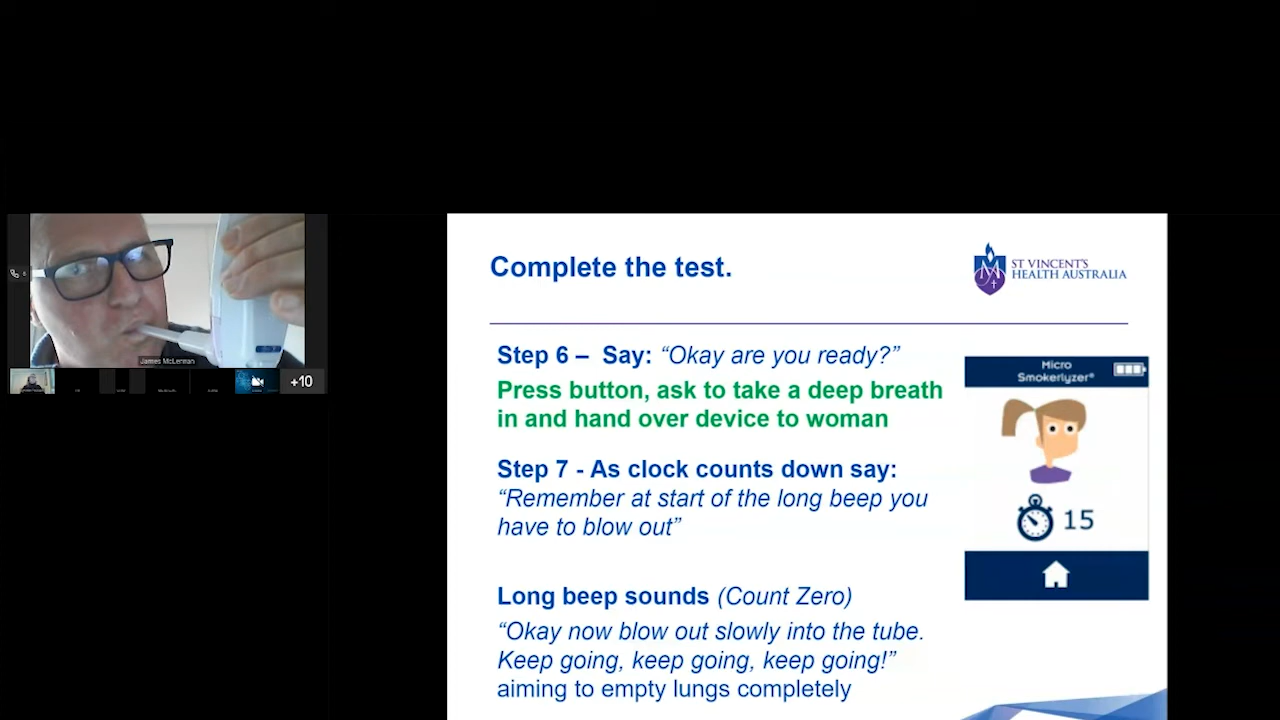 Complete the test.
ST VINCENT'S
HEALTH AUSTRALIA
Step 6 – Say: “Okay are you ready?”
Press button, ask to take a deep breath
in and hand over device to woman
Step 7 - As clock counts down say:
“Remember at start of the long beep you
have to blow out”
Long beep sounds (Count Zero)
“Okay now blow out slowly into the tube.
Keep going, keep going, keep going!”
aiming to empty lungs completely
Micro
Smokerlyzer®
15
James McLennan
+10